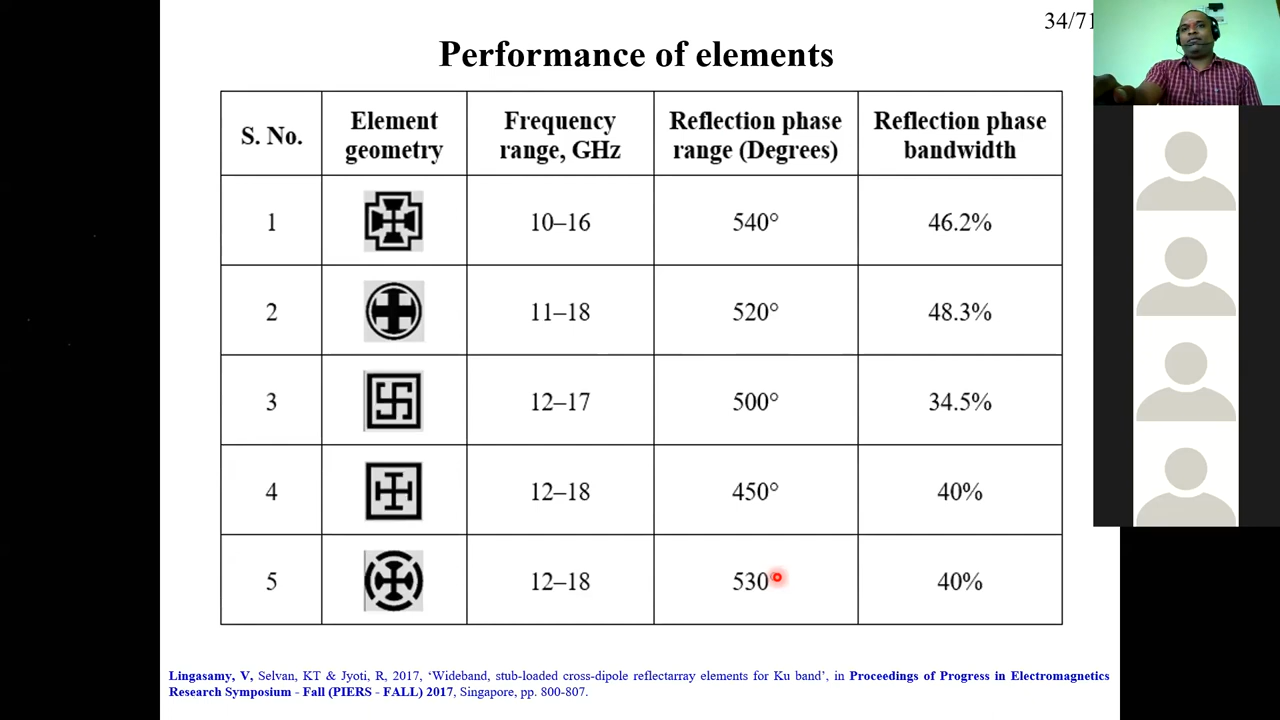 34/71
Performance of elements
S. No.
Element geometry
Frequency range, GHz
Reflection phase range (Degrees)
Reflection phase bandwidth
1 10–16 540° 46.2%
2 11–18 520° 48.3%
3 12–17 500° 34.5%
4 12–18 450° 40%
5 12–18 530° 40%
Lingasamy, V, Selvan, KT & Jyoti, R, 2017, ‘Wideband, stub-loaded cross-dipole reflectarray elements for Ku band’, in Proceedings of Progress in Electromagnetics
Research Symposium - Fall (PIERS - FALL) 2017, Singapore, pp. 800-807.